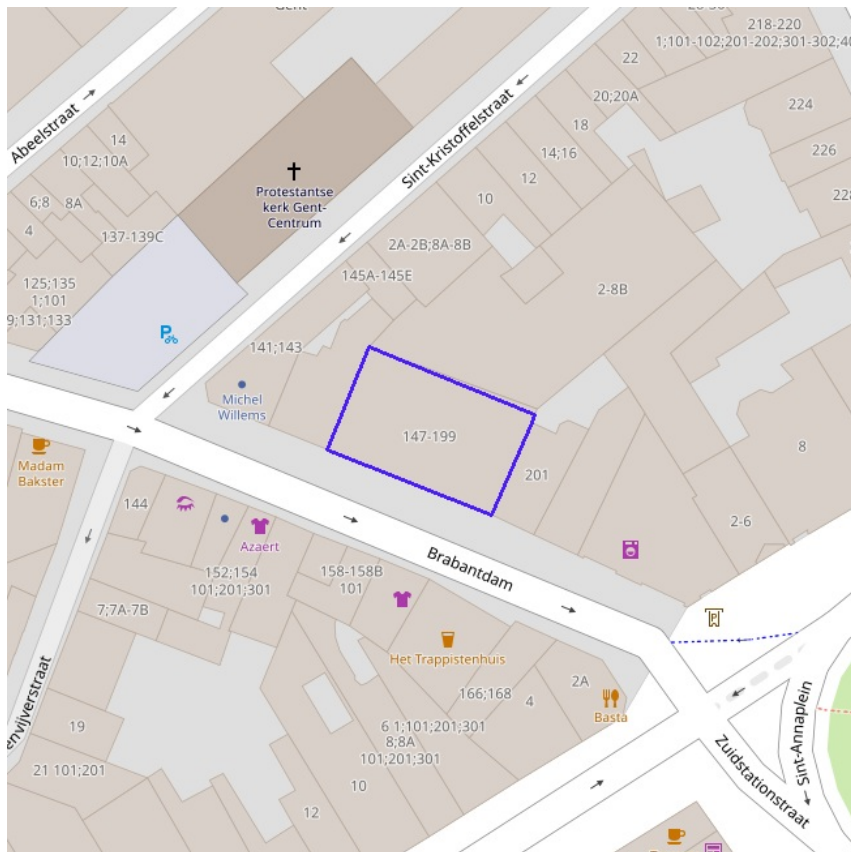 Gent
218-220
1;101-102;201-202;301-302;40
22
20;20A
224
18
Abeelstraat
14
Sint-Kristoffelstraat
14;16
226
10;12;10A
12
Protestantse
kerk Gent-
Centrum
6;8
8A
10
228
4
137-139C
2A-2B;8A-8B
145A-145E
125;135
1;101
9;131;133
2-8B
141;143
Michel
Willems
147-199
Madam
Bakster
8
201
144
2-6
Azaert
Brabantdam
152;154
101;201;301
158-158B
101
7;7A-7B
P
Het Trappistenhuis
2A
166;168
4
Basta
envijverstraat
19
6 1;101;201;301
8;8A
101;201;301
Sint-Annaplein
21 101;201
10
Zuidstationstraat
12